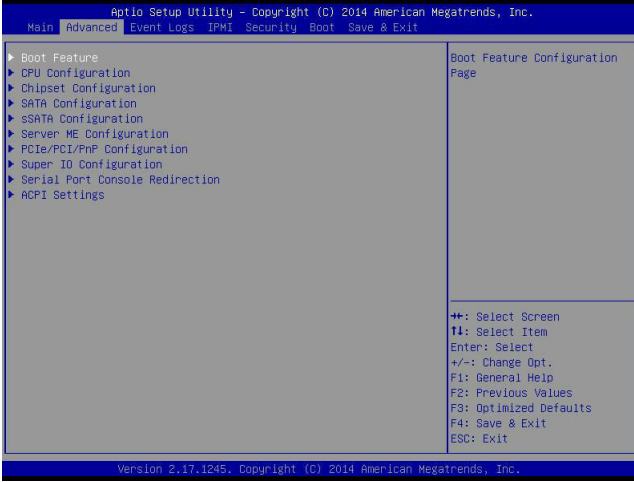 Aptio Setup Utility – Copyright (C) 2014 American Megatrends, Inc.
Main Advanced Event Logs IPMI Security Boot Save & Exit
▶ Boot Feature
▶ CPU Configuration
▶ Chipset Configuration
▶ SATA Configuration
▶ sSATA Configuration
▶ Server ME Configuration
▶ PCIe/PCI/PnP Configuration
▶ Super IO Configuration
▶ Serial Port Console Redirection
▶ ACPI Settings
Boot Feature Configuration
Page
→←: Select Screen
↑↓: Select Item
Enter: Select
+/-: Change Opt.
F1: General Help
F2: Previous Values
F3: Optimized Defaults
F4: Save & Exit
ESC: Exit
Version 2.17.1245. Copyright (C) 2014 American Megatrends, Inc.